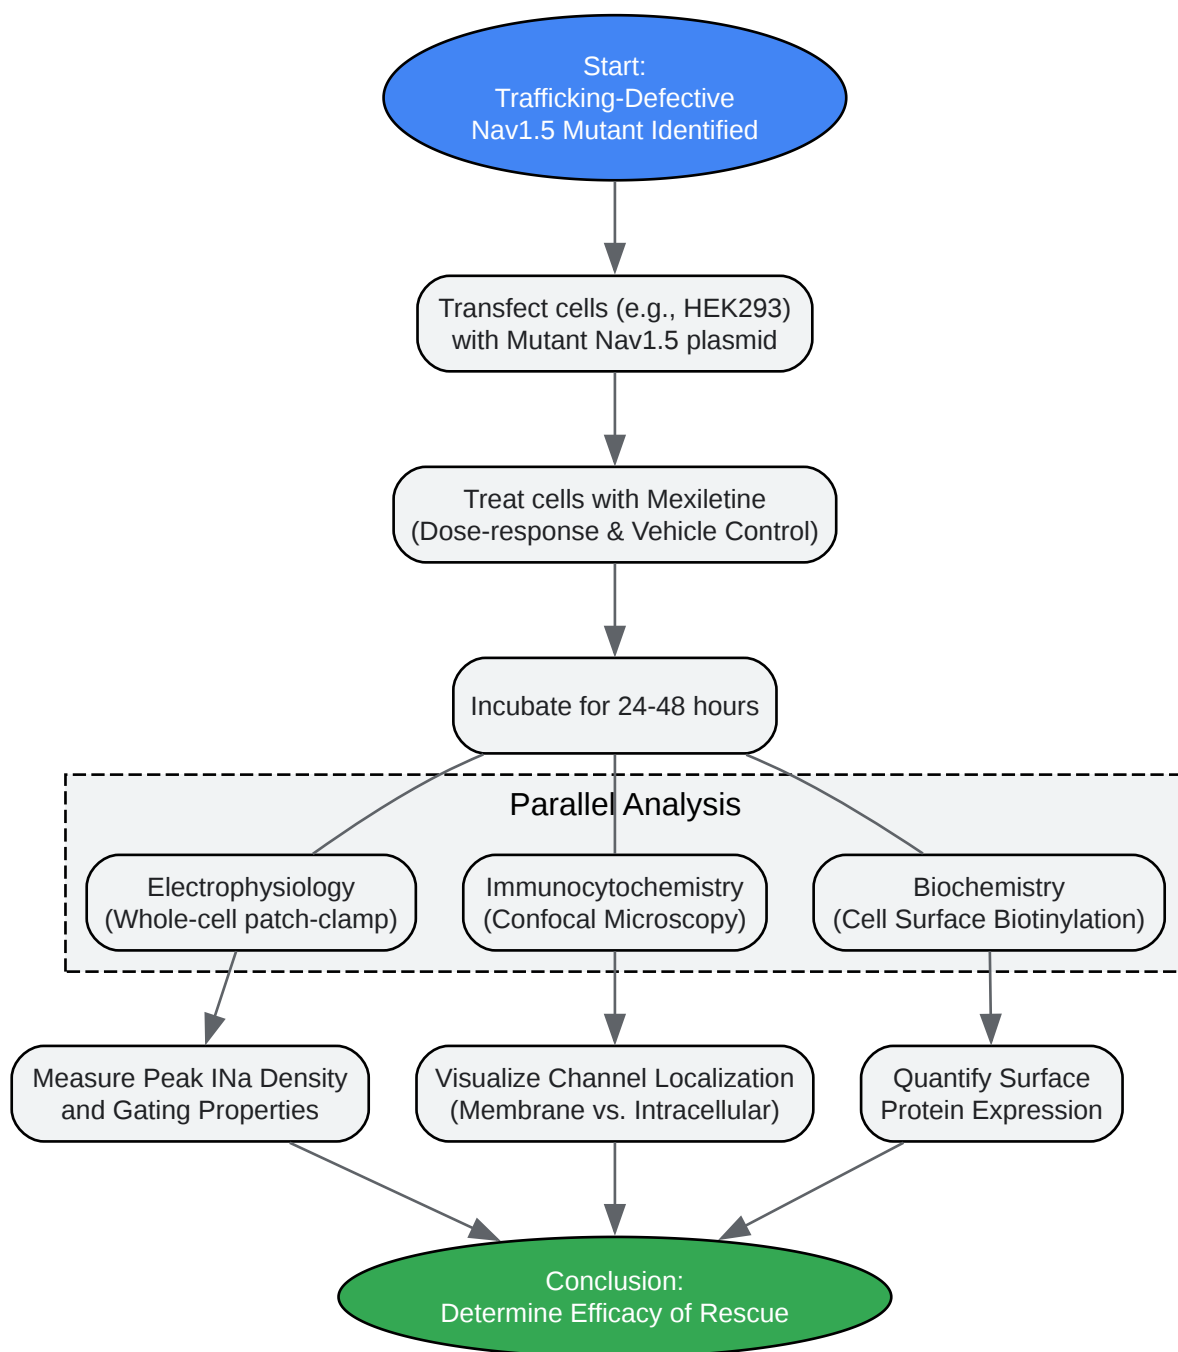 Start:
Trafficking-Defective
Nav1.5 Mutant Identified
Transfect cells (e.g., HEK293)
with Mutant Nav1.5 plasmid
Treat cells with Mexiletine
(Dose-response & Vehicle Control)
Incubate for 24-48 hours
Parallel Analysis
Electrophysiology
(Whole-cell patch-clamp)
Immunocytochemistry
(Confocal Microscopy)
Biochemistry
(Cell Surface Biotinylation)
Measure Peak INa Density
and Gating Properties
Visualize Channel Localization
(Membrane vs. Intracellular)
Quantify Surface
Protein Expression
Conclusion:
Determine Efficacy of Rescue